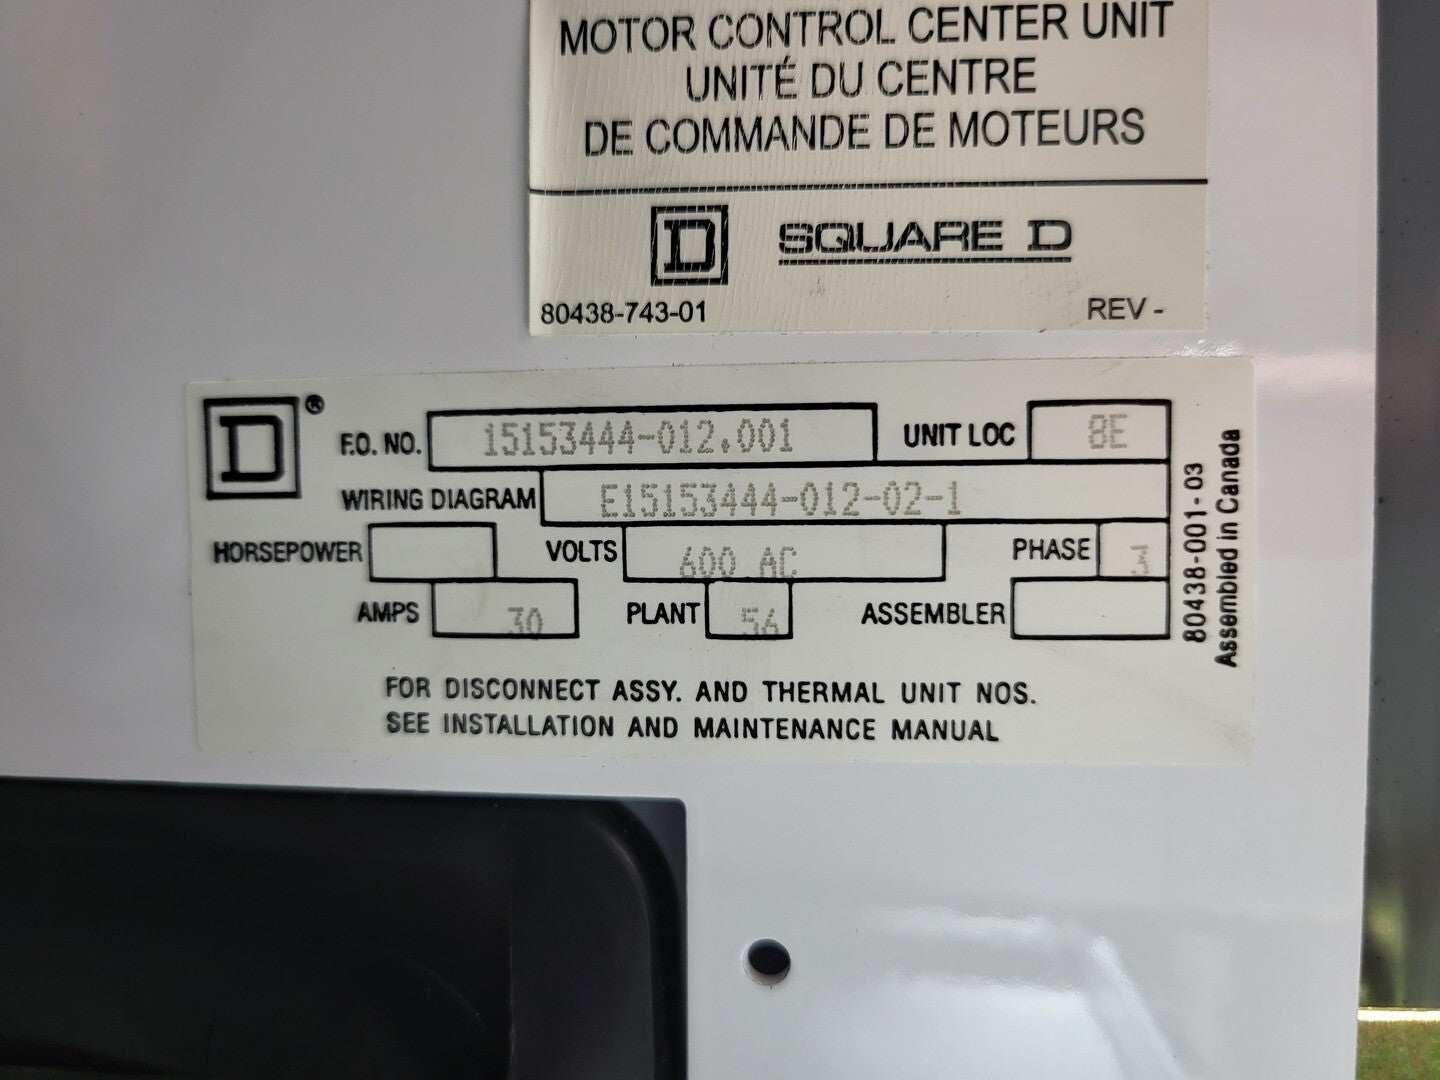 MOTOR CONTROL CENTER UNIT
UNITÉ DU CENTRE
DE COMMANDE DE MOTEURS
D SQUARE D
80438-743-01 REV -
D ® F.O. NO. 15153444-012.001 UNIT LOC 8E
WIRING DIAGRAM E15153444-012-02-1
HORSEPOWER VOLTS 600 AC PHASE 3
AMPS 30 PLANT 56 ASSEMBLER
FOR DISCONNECT ASSY. AND THERMAL UNIT NOS.
SEE INSTALLATION AND MAINTENANCE MANUAL
80438-001-03
Assembled in Canada